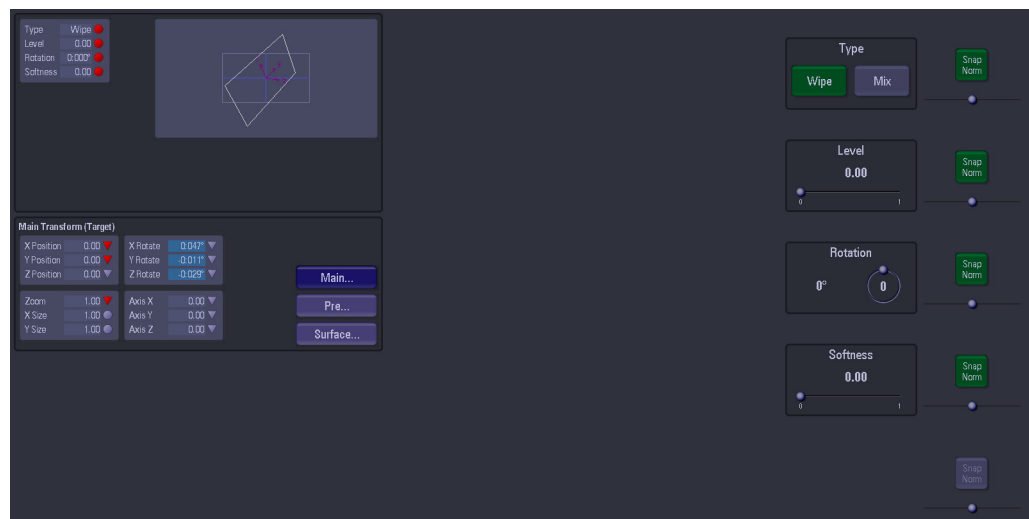 Type Wipe
Level 0.00
Rotation 0:000°
Softness 0.00
Main Transform (Target)
X Position 0.00 X Rotate 0:047°
Y Position 0.00 Y Rotate -0:011°
Z Position 0.00 Z Rotate -0:029°
Zoom 1.00 Axis X 0.00
X Size 1.00 Axis Y 0.00
Y Size 1.00 Axis Z 0.00
Main...
Pre...
Surface...
Type
Wipe Mix
Snap
Norm
Level
0.00
0 1
Snap
Norm
Rotation
0° 0
Snap
Norm
Softness
0.00
0 1
Snap
Norm
Snap
Norm